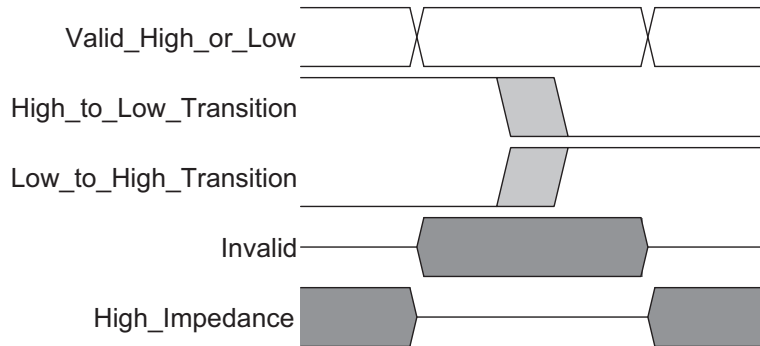 Valid_High_or_Low
High_to_Low_Transition
Low_to_High_Transition
Invalid
High_Impedance